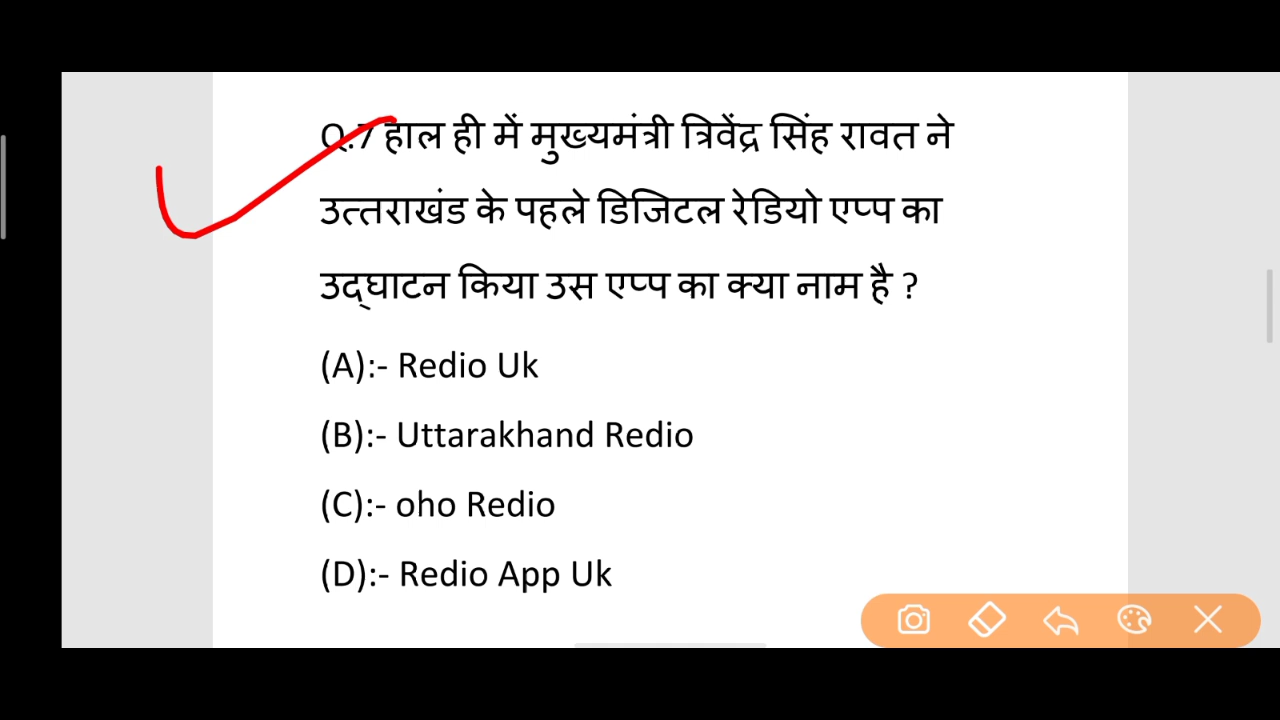 Q.7 हाल ही में मुख्यमंत्री त्रिवेंद्र सिंह रावत ने
उत्तराखंड के पहले डिजिटल रेडियो एप्प का
उद्घाटन किया उस एप्प का क्या नाम है ?
(A):- Redio Uk
(B):- Uttarakhand Redio
(C):- oho Redio
(D):- Redio App Uk